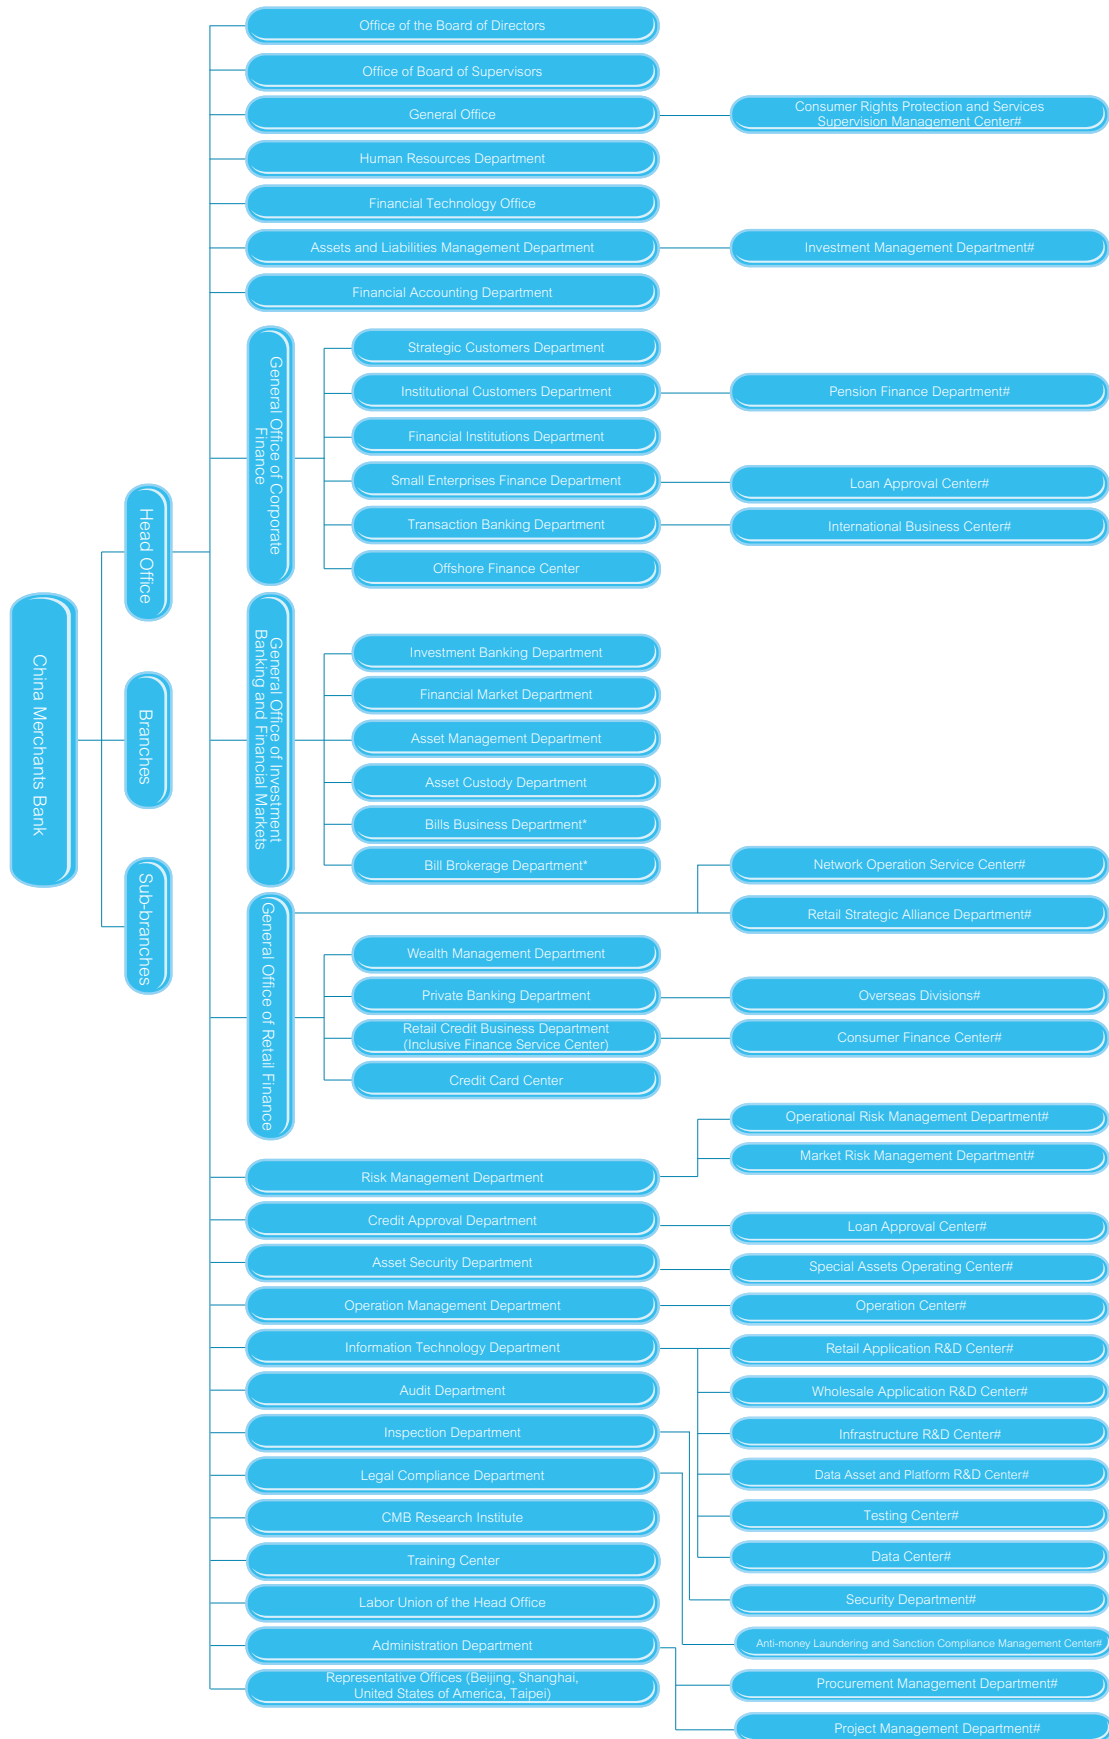 China Merchants Bank
Head Office
Branches
Sub-branches
Office of the Board of Directors
Office of Board of Supervisors
General Office
Consumer Rights Protection and Services
Supervision Management Center#
Human Resources Department
Financial Technology Office
Assets and Liabilities Management Department
Investment Management Department#
Financial Accounting Department
General Office of Corporate
Finance
Strategic Customers Department
Institutional Customers Department
Pension Finance Department#
Financial Institutions Department
Small Enterprises Finance Department
Loan Approval Center#
Transaction Banking Department
International Business Center#
Offshore Finance Center
General Office of Investment
Banking and Financial Markets
Investment Banking Department
Financial Market Department
Asset Management Department
Asset Custody Department
Bills Business Department*
Bill Brokerage Department*
General Office of Retail Finance
Network Operation Service Center#
Retail Strategic Alliance Department#
Wealth Management Department
Private Banking Department
Overseas Divisions#
Retail Credit Business Department
(Inclusive Finance Service Center)
Consumer Finance Center#
Credit Card Center
Risk Management Department
Operational Risk Management Department#
Market Risk Management Department#
Credit Approval Department
Loan Approval Center#
Asset Security Department
Special Assets Operating Center#
Operation Management Department
Operation Center#
Information Technology Department
Retail Application R&D Center#
Wholesale Application R&D Center#
Infrastructure R&D Center#
Data Asset and Platform R&D Center#
Testing Center#
Data Center#
Audit Department
Inspection Department
Security Department#
Legal Compliance Department
Anti-money Laundering and Sanction Compliance Management Center#
CMB Research Institute
Training Center
Labor Union of the Head Office
Administration Department
Procurement Management Department#
Project Management Department#
Representative Offices (Beijing, Shanghai,
United States of America, Taipei)